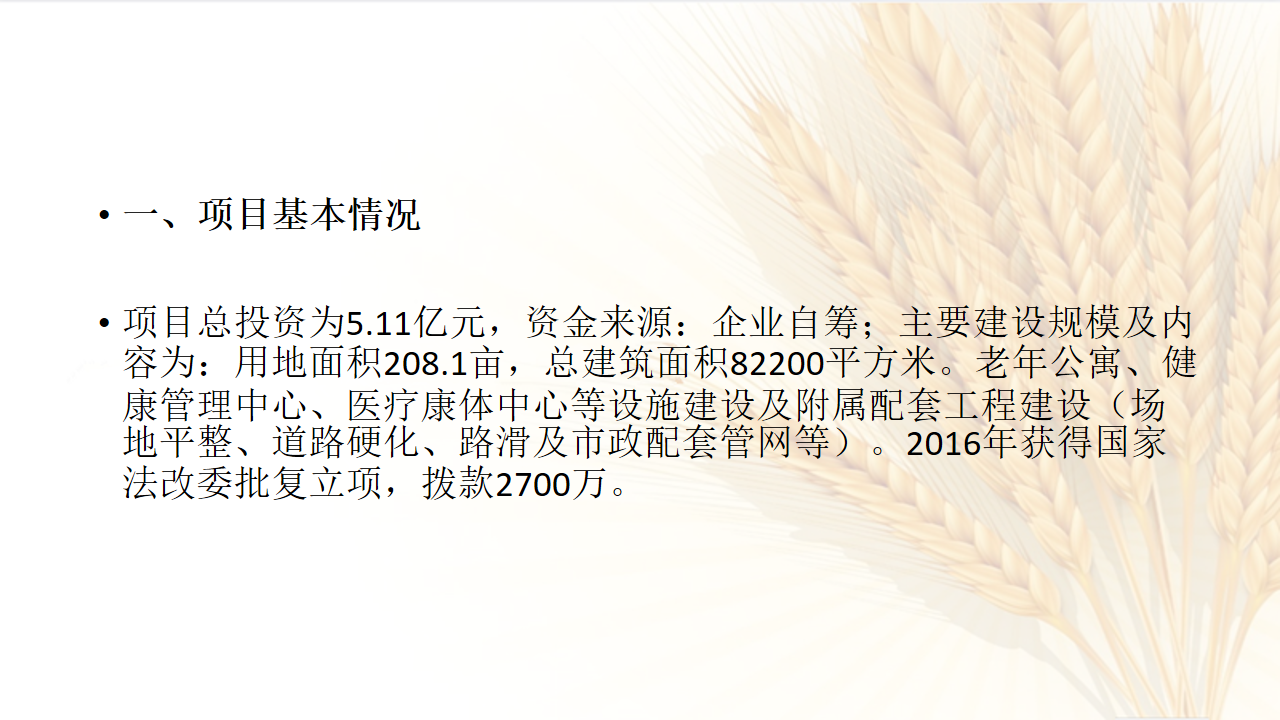 • 一、项目基本情况
• 项目总投资为5.11亿元，资金来源：企业自筹；主要建设规模及内
容为：用地面积208.1亩，总建筑面积82200平方米。老年公寓、健
康管理中心、医疗康体中心等设施建设及附属配套工程建设（场
地平整、道路硬化、路滑及市政配套管网等）。2016年获得国家
法改委批复立项，拨款2700万。